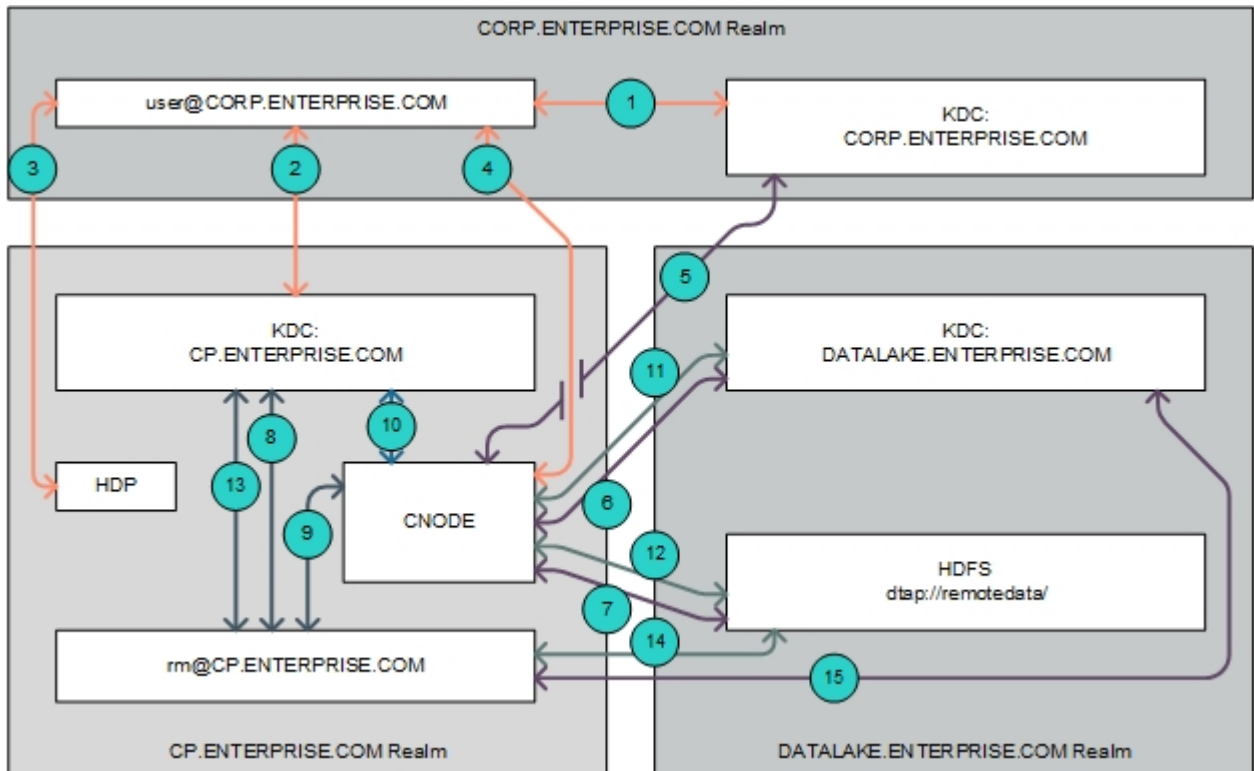 CORP.ENTERPRISE.COM Realm
user@CORP.ENTERPRISE.COM
1
KDC:
CORP.ENTERPRISE.COM
3
2
4
5
KDC:
CP.ENTERPRISE.COM
KDC:
DATALAKE.ENTERPRISE.COM
11
10
8
HDP
13
9
CNODE
6
12
HDFS
dtap://remotedata/
7
14
rm@CP.ENTERPRISE.COM
15
CP.ENTERPRISE.COM Realm
DATALAKE.ENTERPRISE.COM Realm